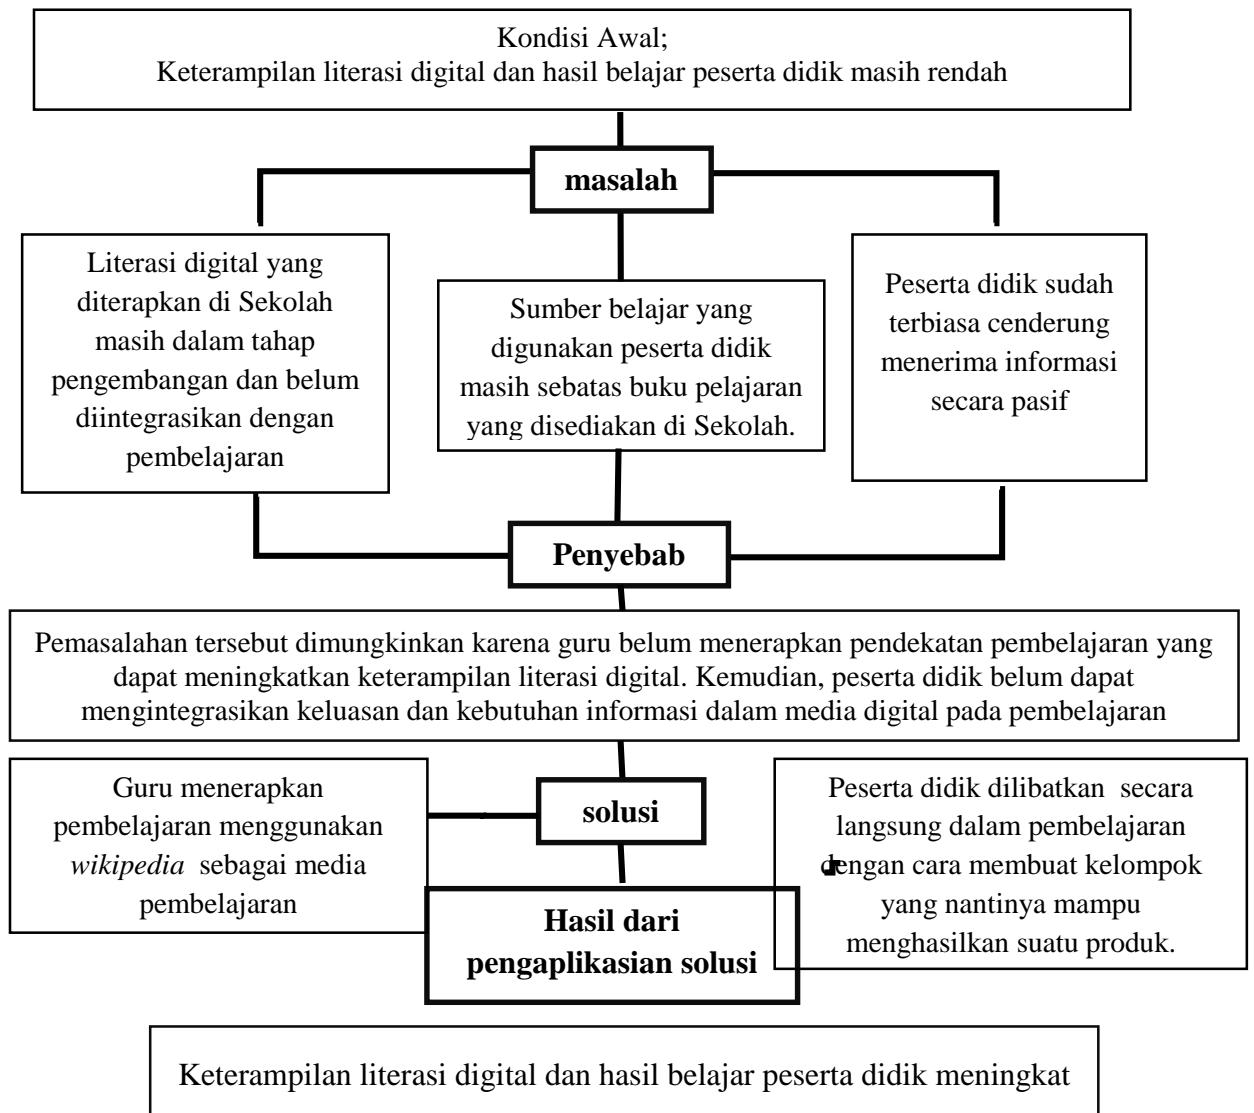 Kondisi Awal;
Keterampilan literasi digital dan hasil belajar peserta didik masih rendah
masalah
Literasi digital yang
diterapkan di Sekolah
masih dalam tahap
pengembangan dan belum
diintegrasikan dengan
pembelajaran
Sumber belajar yang
digunakan peserta didik
masih sebatas buku pelajaran
yang disediakan di Sekolah.
Peserta didik sudah
terbiasa cenderung
menerima informasi
secara pasif
Penyebab
Pemasalahan tersebut dimungkinkan karena guru belum menerapkan pendekatan pembelajaran yang
dapat meningkatkan keterampilan literasi digital. Kemudian, peserta didik belum dapat
mengintegrasikan keluasan dan kebutuhan informasi dalam media digital pada pembelajaran
Guru menerapkan
pembelajaran menggunakan
wikipedia sebagai media
pembelajaran
solusi
Peserta didik dilibatkan secara
langsung dalam pembelajaran
dengan cara membuat kelompok
yang nantinya mampu
menghasilkan suatu produk.
Hasil dari
pengaplikasian solusi
Keterampilan literasi digital dan hasil belajar peserta didik meningkat